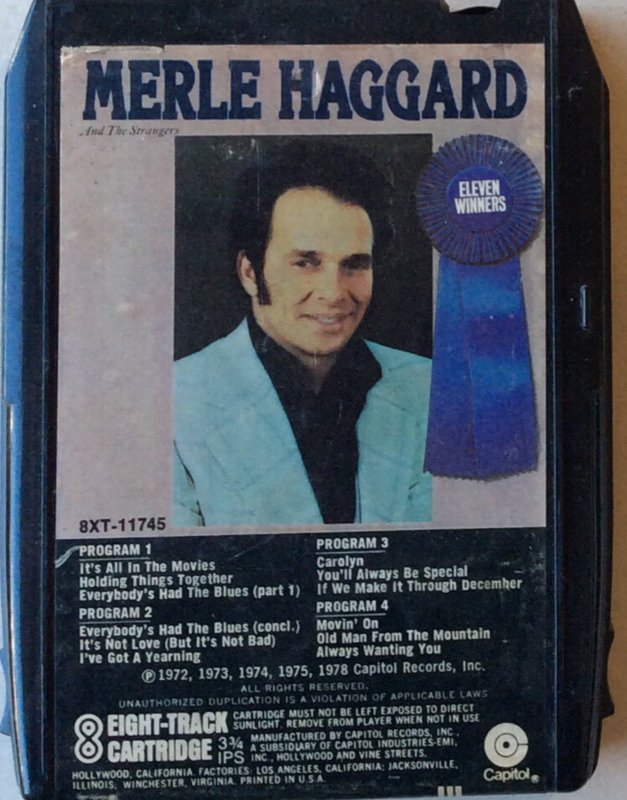 MERLE HAGGARD
And The Strangers
ELEVEN
WINNERS
8XT-11745
PROGRAM 1
It's All In The Movies
Holding Things Together
Everybody's Had The Blues (part 1)
PROGRAM 2
Everybody's Had The Blues (concl.)
It's Not Love (But It's Not Bad)
I've Got A Yearning
PROGRAM 3
Carolyn
You'll Always Be Special
If We Make It Through December
PROGRAM 4
Movin' On
Old Man From The Mountain
Always Wanting You
℗ 1972, 1973, 1974, 1975, 1978 Capitol Records, Inc.
ALL RIGHTS RESERVED.
UNAUTHORIZED DUPLICATION IS A VIOLATION OF APPLICABLE LAWS
8 EIGHT-TRACK
CARTRIDGE 3¾
IPS
CARTRIDGE MUST NOT BE LEFT EXPOSED TO DIRECT
SUNLIGHT. REMOVE FROM PLAYER WHEN NOT IN USE
MANUFACTURED BY CAPITOL RECORDS, INC.,
A SUBSIDIARY OF CAPITOL INDUSTRIES-EMI,
INC., HOLLYWOOD AND VINE STREETS,
HOLLYWOOD, CALIFORNIA. FACTORIES: LOS ANGELES, CALIFORNIA; JACKSONVILLE,
ILLINOIS; WINCHESTER, VIRGINIA. PRINTED IN U.S.A.
Capitol®